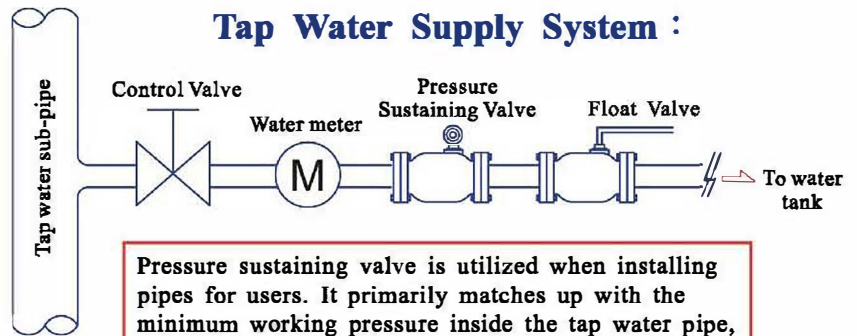 Tap Water Supply System :
Tap water sub-pipe
Control Valve
Water meter
M
Pressure
Sustaining Valve
Float Valve
To water
tank
Pressure sustaining valve is utilized when installing
pipes for users. It primarily matches up with the
minimum working pressure inside the tap water pipe,